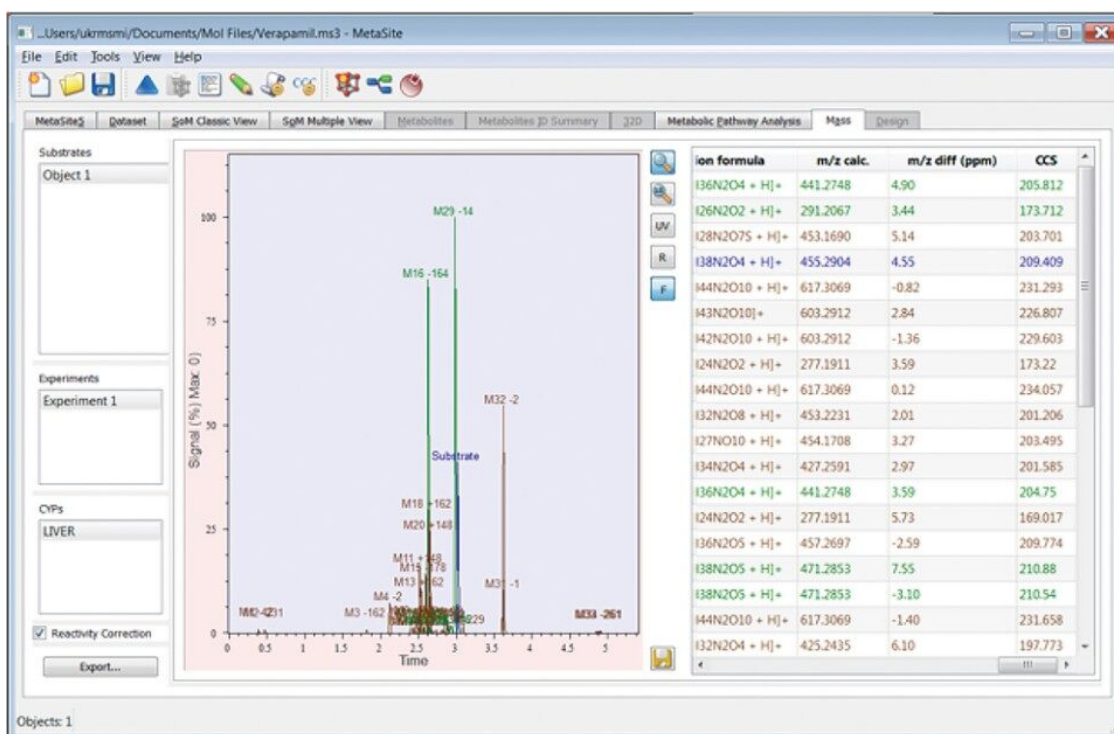 ...Users/ukrmsmi/Documents/Mol Files/Verapamil.ms3 - MetaSite
File Edit Tools View Help
MetaSite5 Dataset SoM Classic View SoM Multiple View Metabolites Metabolites ID Summary 32D Metabolic Pathway Analysis Mass Design
Substrates
Object 1
Experiments
Experiment 1
CYPs
LIVER
Reactivity Correction
Export...
Signal (%) Max: 0)
100
75
50
25
0
M29 -14
M16 -164
M32 -2
Substrate
M18 +162
M20 +148
M11 +148
M15 -178
M13 +162
M31 -1
M4 -2
M3 -162
0 0.5 1 1.5 2 2.5 3 3.5 4 4.5 5
Time
UV
R
F
ion formula m/z calc. m/z diff (ppm) CCS
I36N2O4 + H]+ 441.2748 4.90 205.812
I26N2O2 + H]+ 291.2067 3.44 173.712
I28N2O7S + H]+ 453.1690 5.14 203.701
I38N2O4 + H]+ 455.2904 4.55 209.409
I44N2O10 + H]+ 617.3069 -0.82 231.293
I43N2O10]+ 603.2912 2.84 226.807
I42N2O10 + H]+ 603.2912 -1.36 229.603
I24N2O2 + H]+ 277.1911 3.59 173.22
I44N2O10 + H]+ 617.3069 0.12 234.057
I32N2O8 + H]+ 453.2231 2.01 201.206
I27NO10 + H]+ 454.1708 3.27 203.495
I34N2O4 + H]+ 427.2591 2.97 201.585
I36N2O4 + H]+ 441.2748 3.59 204.75
I24N2O2 + H]+ 277.1911 5.73 169.017
I36N2O5 + H]+ 457.2697 -2.59 209.774
I38N2O5 + H]+ 471.2853 7.55 210.88
I38N2O5 + H]+ 471.2853 -3.10 210.54
I44N2O10 + H]+ 617.3069 -1.40 231.658
I32N2O4 + H]+ 425.2435 6.10 197.773
Objects: 1